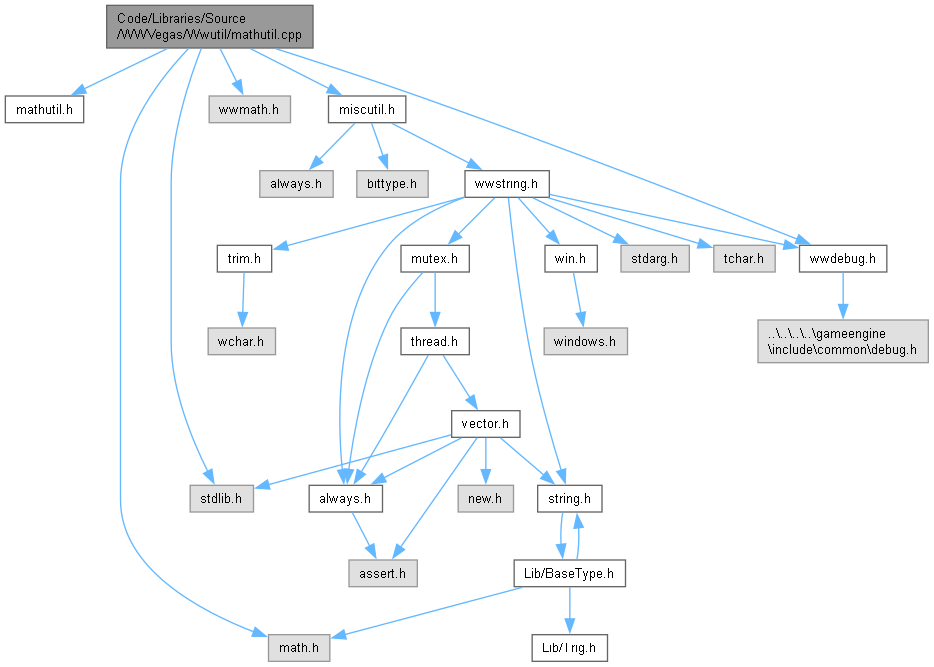 Code/Libraries/Source
/WWVegas/Wwutil/mathutil.cpp
mathutil.h
wwmath.h
miscutil.h
always.h
bittype.h
wwstring.h
trim.h
mutex.h
win.h
stdarg.h
tchar.h
wwdebug.h
wchar.h
thread.h
windows.h
..\..\..\..\gameengine
\include\common\debug.h
vector.h
stdlib.h
always.h
new.h
string.h
assert.h
Lib/BaseType.h
math.h
Lib/Trig.h